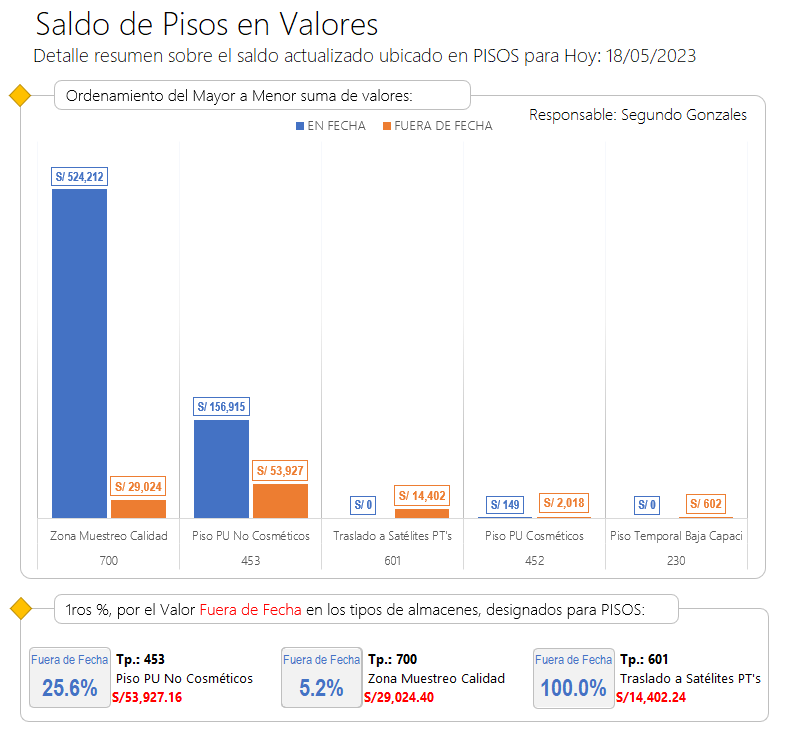 Saldo de Pisos en Valores
Detalle resumen sobre el saldo actualizado ubicado en PISOS para Hoy: 18/05/2023
Ordenamiento del Mayor a Menor suma de valores:
Responsable: Segundo Gonzales
EN FECHA FUERA DE FECHA
S/ 524,212
S/ 29,024
S/ 156,915
S/ 53,927
S/ 0
S/ 14,402
S/ 149
S/ 2,018
S/ 0
S/ 602
Zona Muestreo Calidad Piso PU No Cosméticos Traslado a Satélites PT's Piso PU Cosméticos Piso Temporal Baja Capaci
700 453 601 452 230
1ros %, por el Valor Fuera de Fecha en los tipos de almacenes, designados para PISOS:
Fuera de Fecha
25.6%
Tp.: 453
Piso PU No Cosméticos
S/53,927.16
Fuera de Fecha
5.2%
Tp.: 700
Zona Muestreo Calidad
S/29,024.40
Fuera de Fecha
100.0%
Tp.: 601
Traslado a Satélites PT's
S/14,402.24